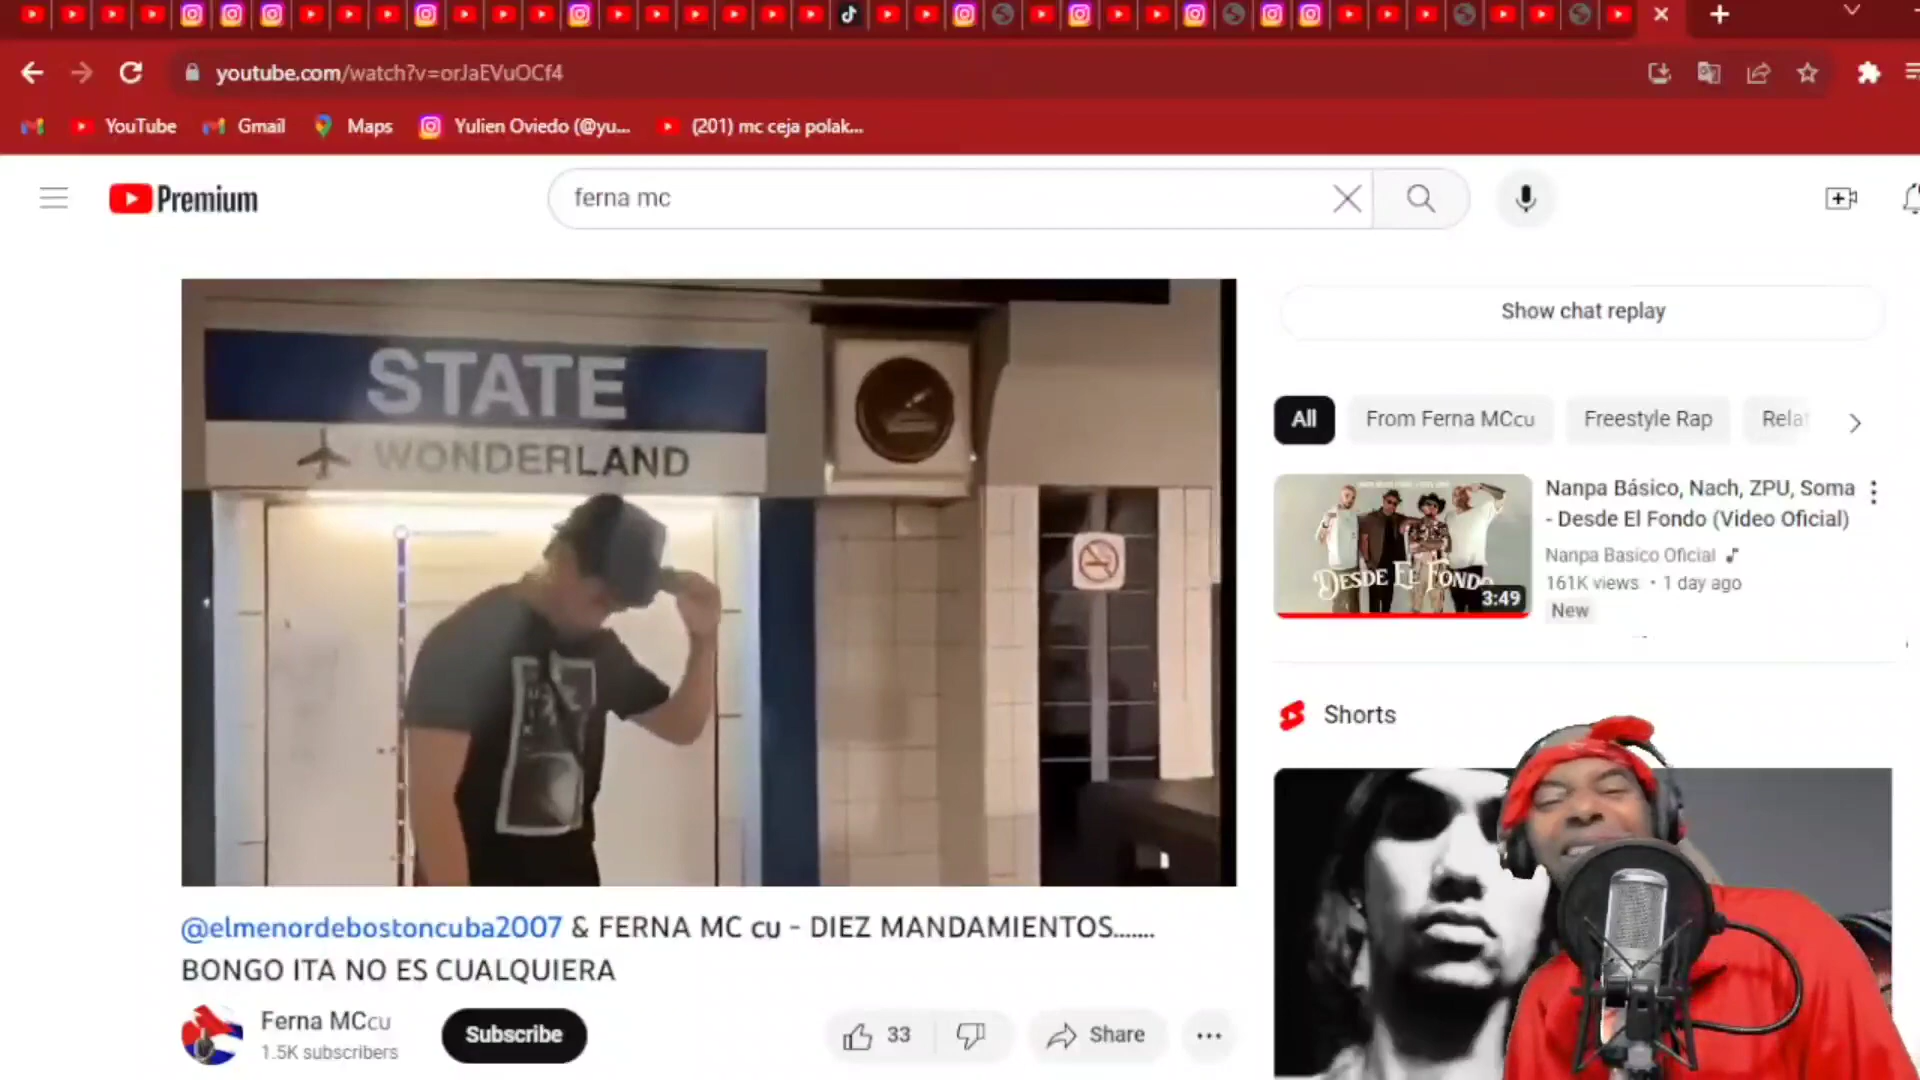 youtube.com/watch?v=orJaEVuOCf4
YouTube
Gmail
Maps
Yulien Oviedo (@yu...
(201) mc ceja polak...
Premium
ferna mc
STATE
WONDERLAND
Show chat replay
All
From Ferna MCcu
Freestyle Rap
Relat
Nanpa Básico, Nach, ZPU, Soma
- Desde El Fondo (Video Oficial)
Nanpa Basico Oficial
161K views • 1 day ago
New
DESDE EL FONDO
3:49
Shorts
@elmenordebostoncuba2007 & FERNA MC cu - DIEZ MANDAMIENTOS.......
BONGO ITA NO ES CUALQUIERA
Ferna MCcu
1.5K subscribers
Subscribe
33
Share